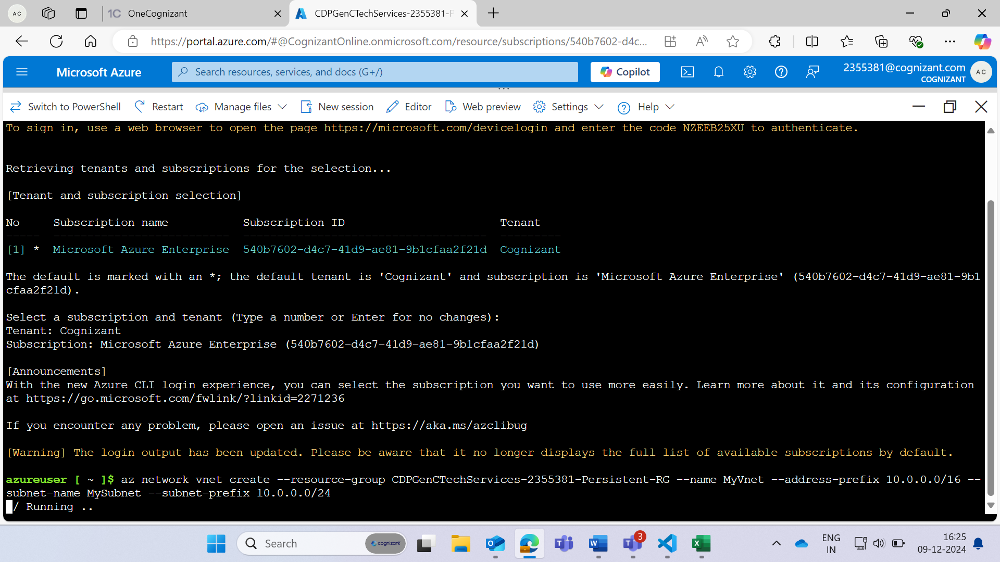 AC
1C OneCognizant
CDPGenCTechServices-2355381-P
https://portal.azure.com/#@CognizantOnline.onmicrosoft.com/resource/subscriptions/540b7602-d4c...
Microsoft Azure
Search resources, services, and docs (G+/)
Copilot
2355381@cognizant.com
COGNIZANT
AC
Switch to PowerShell Restart Manage files New session Editor Web preview Settings Help
To sign in, use a web browser to open the page https://microsoft.com/devicelogin and enter the code NZEEB25XU to authenticate.
Retrieving tenants and subscriptions for the selection...
[Tenant and subscription selection]
No Subscription name Subscription ID Tenant
----- -------------------------- ------------------------------------ ---------
[1] * Microsoft Azure Enterprise 540b7602-d4c7-41d9-ae81-9b1cfaa2f21d Cognizant
The default is marked with an *; the default tenant is 'Cognizant' and subscription is 'Microsoft Azure Enterprise' (540b7602-d4c7-41d9-ae81-9b1
cfaa2f21d).
Select a subscription and tenant (Type a number or Enter for no changes):
Tenant: Cognizant
Subscription: Microsoft Azure Enterprise (540b7602-d4c7-41d9-ae81-9b1cfaa2f21d)
[Announcements]
With the new Azure CLI login experience, you can select the subscription you want to use more easily. Learn more about it and its configuration
at https://go.microsoft.com/fwlink/?linkid=2271236
If you encounter any problem, please open an issue at https://aka.ms/azclibug
[Warning] The login output has been updated. Please be aware that it no longer displays the full list of available subscriptions by default.
azureuser [ ~ ]$ az network vnet create --resource-group CDPGenCTechServices-2355381-Persistent-RG --name MyVnet --address-prefix 10.0.0.0/16 --
subnet-name MySubnet --subnet-prefix 10.0.0.0/24
/ Running ..
Search
cognizant
3
ENG
IN
16:25
09-12-2024